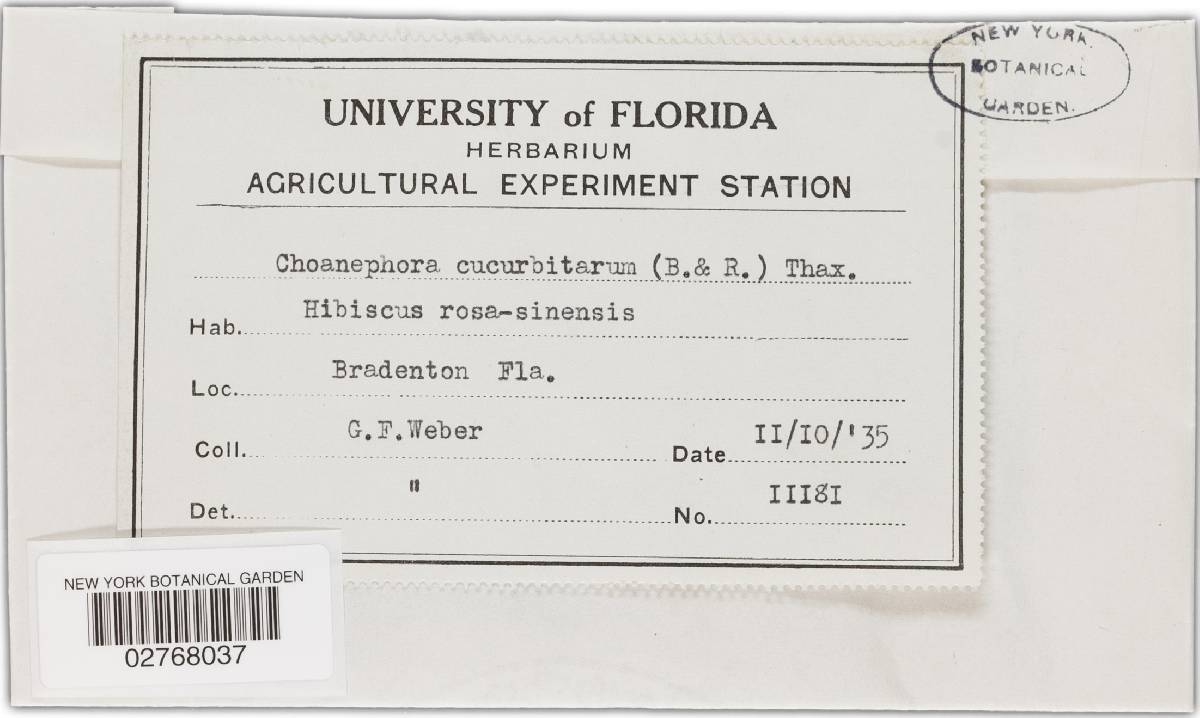 NEW YORK
BOTANICAL
GARDEN.
UNIVERSITY of FLORIDA
HERBARIUM
AGRICULTURAL EXPERIMENT STATION
Choanephora cucurbitarum (B.& R.) Thax.
Hab. Hibiscus rosa-sinensis
Loc. Bradenton Fla.
Coll. G.F.Weber Date II/IO/'35
Det. " No. III8I
NEW YORK BOTANICAL GARDEN
02768037